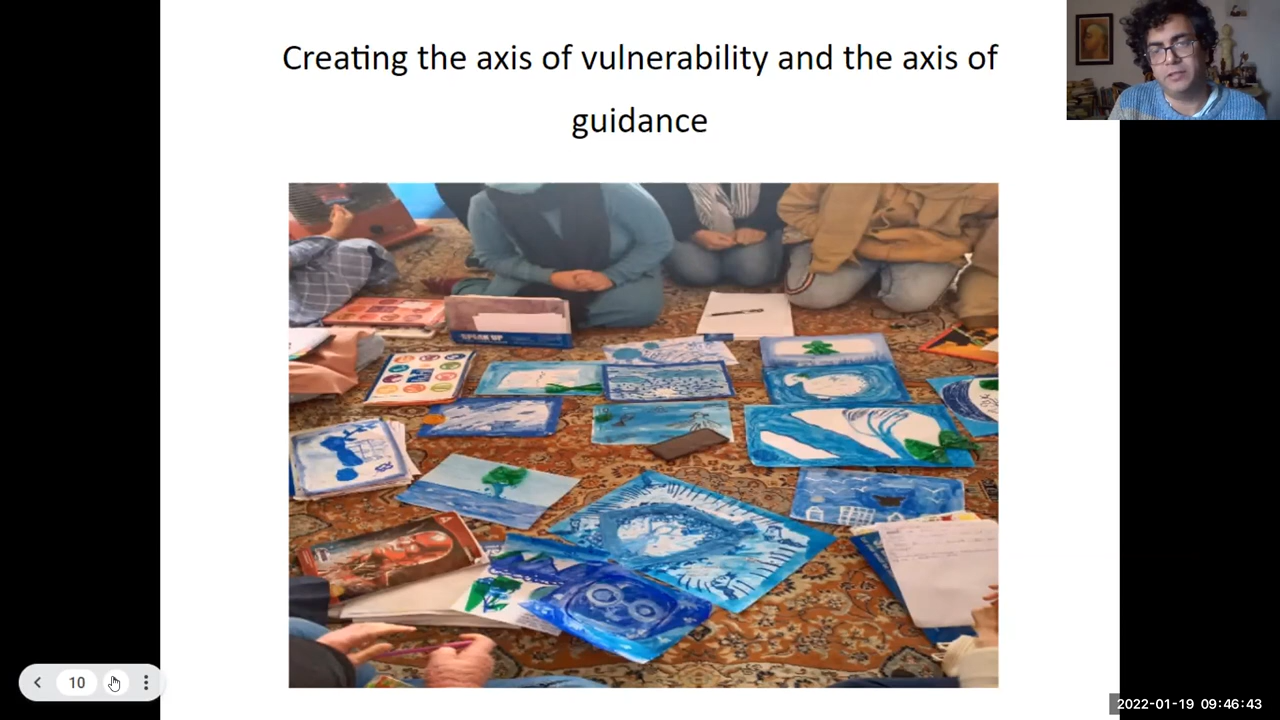 Creating the axis of vulnerability and the axis of
guidance
SPEAK UP
10
2022-01-19 09:46:43